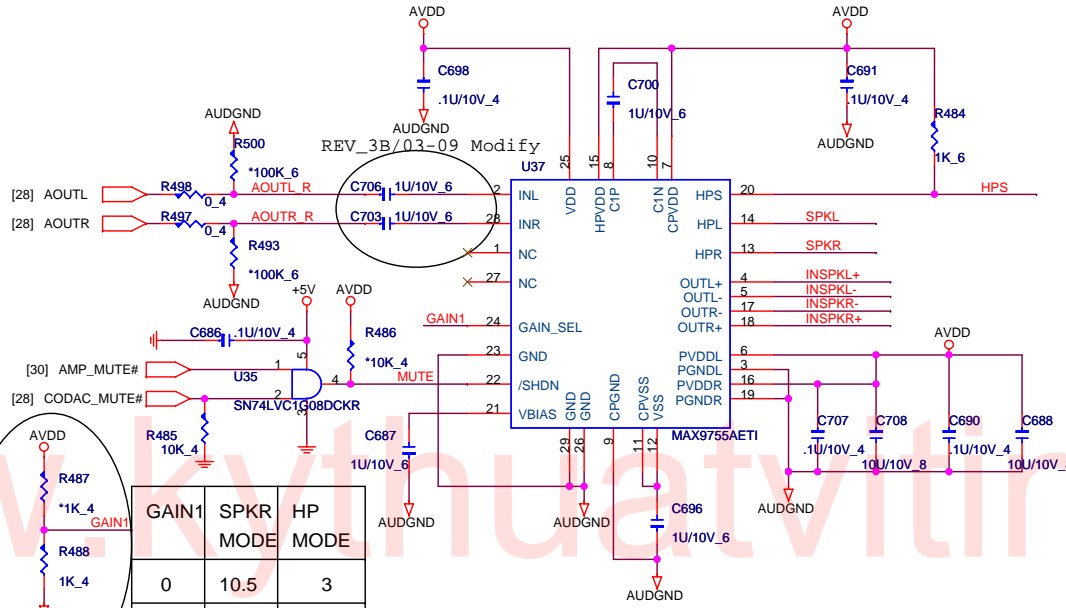 AVDD
AVDD
C698
.1U/10V_4
AUDGND
C700
1U/10V_6
C691
.1U/10V_4
AUDGND
R484
1K_6
AUDGND
R500
*100K_6
REV_3B/03-09 Modify
U37
25
15
8
10
7
VDD
HPVDD
C1P
C1N
CPVDD
[28] AOUTL
R498
0_4
AOUTL_R
C706
1U/10V_6
2
INL
HPS
20
HPS
[28] AOUTR
R497
0_4
AOUTR_R
C703
1U/10V_6
28
INR
HPL
14
SPKL
R493
*100K_6
AUDGND
1
NC
HPR
13
SPKR
27
NC
OUTL+
4
INSPKL+
OUTL-
5
INSPKL-
OUTR-
17
INSPKR-
OUTR+
18
INSPKR+
+5V
AVDD
C686
.1U/10V_4
R486
*10K_4
GAIN1
24
GAIN_SEL
AVDD
23
GND
PVDDL
6
PGNDL
3
PVDDR
16
PGNDR
19
[30] AMP_MUTE#
1
5
U35
4
MUTE
22
/SHDN
[28] CODAC_MUTE#
2
3
SN74LVC1G08DCKR
21
VBIAS
GND
GND
CPGND
CPVSS
VSS
29
26
9
11
12
MAX9755AETI
R485
10K_4
C687
1U/10V_6
AUDGND
AUDGND
C707
.1U/10V_4
C708
10U/10V_8
C690
.1U/10V_4
C688
10U/10V_
AUDGND
C696
1U/10V_6
AUDGND
AVDD
R487
*1K_4
GAIN1
R488
1K_4
GAIN1 SPKR MODE HP MODE
0 10.5 3
w.kythuatvitin